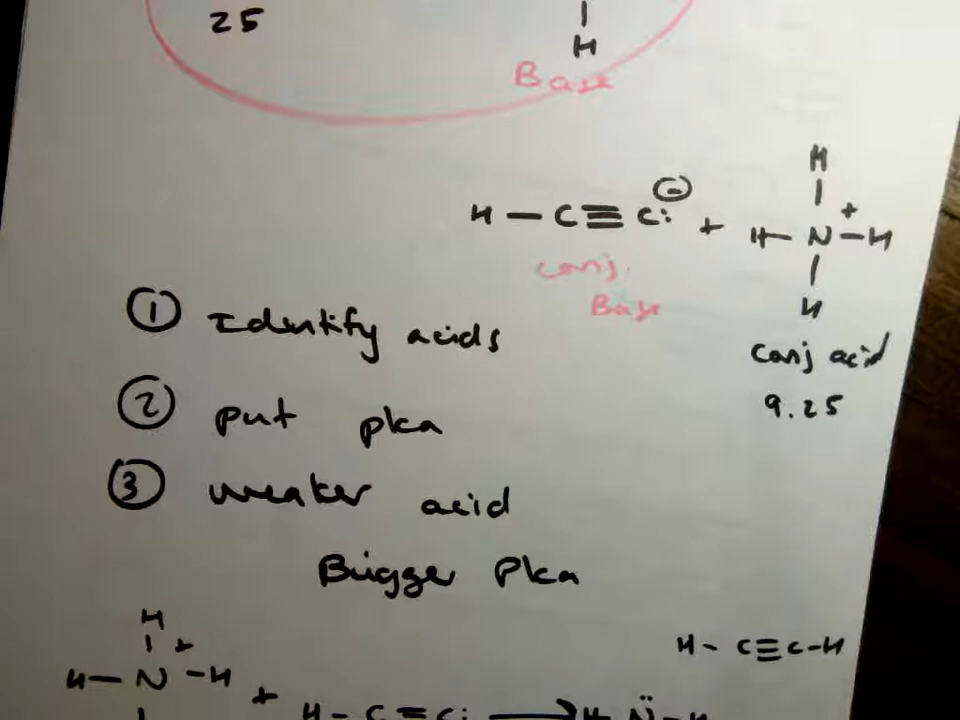 25
H
Base
H
H — C ≡ C: ⊖ + H — N — H +
H
conj.
Base
conj acid
9.25
① Identify acids
② put pka
③ weaker acid
Bigger Pka
H
H — N — H + + H - C ≡ C: → H N̈ - H
H - C ≡ C - H